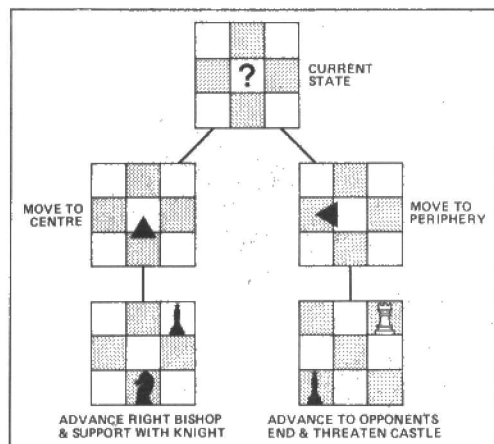 ?
CURRENT
STATE
MOVE TO
CENTRE
MOVE TO
PERIPHERY
ADVANCE RIGHT BISHOP
& SUPPORT WITH KNIGHT
ADVANCE TO OPPONENTS
END & THREATEN CASTLE